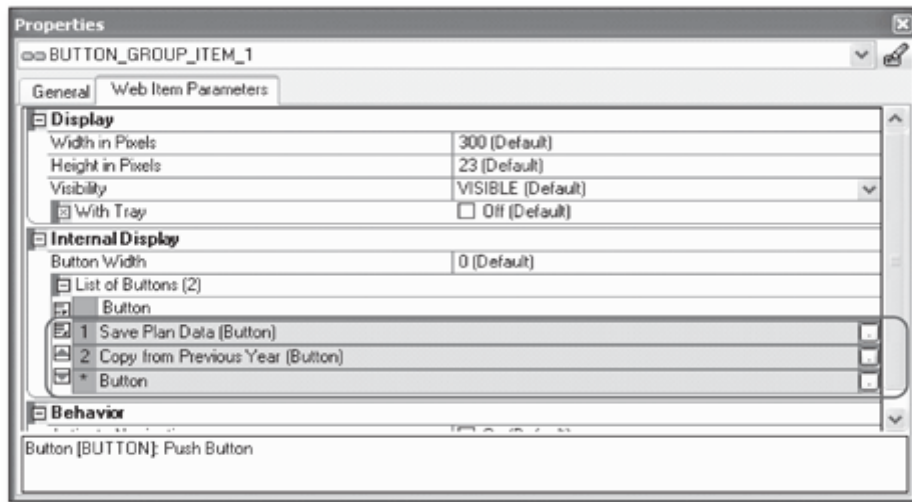 Properties
BUTTON_GROUP_ITEM_1
General Web Item Parameters
Display
Width in Pixels 300 (Default)
Height in Pixels 23 (Default)
Visibility VISIBLE (Default)
With Tray Off (Default)
Internal Display
Button Width 0 (Default)
List of Buttons (2)
Button
1 Save Plan Data (Button)
2 Copy from Previous Year (Button)
* Button
Behavior
Button [BUTTON]: Push Button